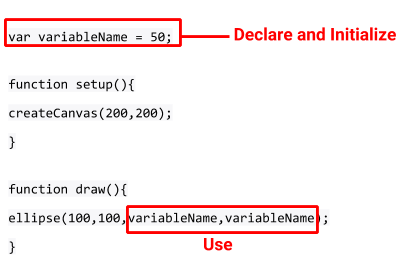 var variableName = 50; Declare and Initialize
function setup(){
createCanvas(200,200);
}
function draw(){
ellipse(100,100,variableName,variableName);
Use
}